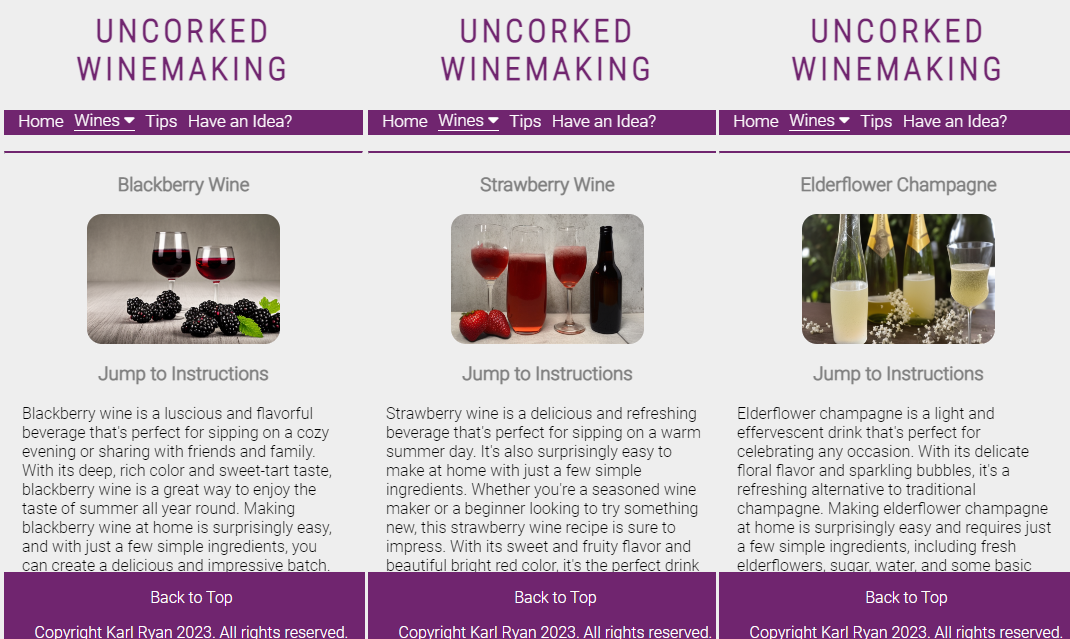 UNCORKED
WINEMAKING
Home Wines Tips Have an Idea?
Blackberry Wine
Jump to Instructions
Blackberry wine is a luscious and flavorful
beverage that's perfect for sipping on a cozy
evening or sharing with friends and family.
With its deep, rich color and sweet-tart taste,
blackberry wine is a great way to enjoy the
taste of summer all year round. Making
blackberry wine at home is surprisingly easy,
and with just a few simple ingredients, you
can create a delicious and impressive batch.
Back to Top
Copyright Karl Ryan 2023. All rights reserved.
UNCORKED
WINEMAKING
Home Wines Tips Have an Idea?
Strawberry Wine
Jump to Instructions
Strawberry wine is a delicious and refreshing
beverage that's perfect for sipping on a warm
summer day. It's also surprisingly easy to
make at home with just a few simple
ingredients. Whether you're a seasoned wine
maker or a beginner looking to try something
new, this strawberry wine recipe is sure to
impress. With its sweet and fruity flavor and
beautiful bright red color, it's the perfect drink
Back to Top
Copyright Karl Ryan 2023. All rights reserved.
UNCORKED
WINEMAKING
Home Wines Tips Have an Idea?
Elderflower Champagne
Jump to Instructions
Elderflower champagne is a light and
effervescent drink that's perfect for
celebrating any occasion. With its delicate
floral flavor and sparkling bubbles, it's a
refreshing alternative to traditional
champagne. Making elderflower champagne
at home is surprisingly easy and requires just
a few simple ingredients, including fresh
elderflowers, sugar, water, and some basic
Back to Top
Copyright Karl Ryan 2023. All rights reserved.